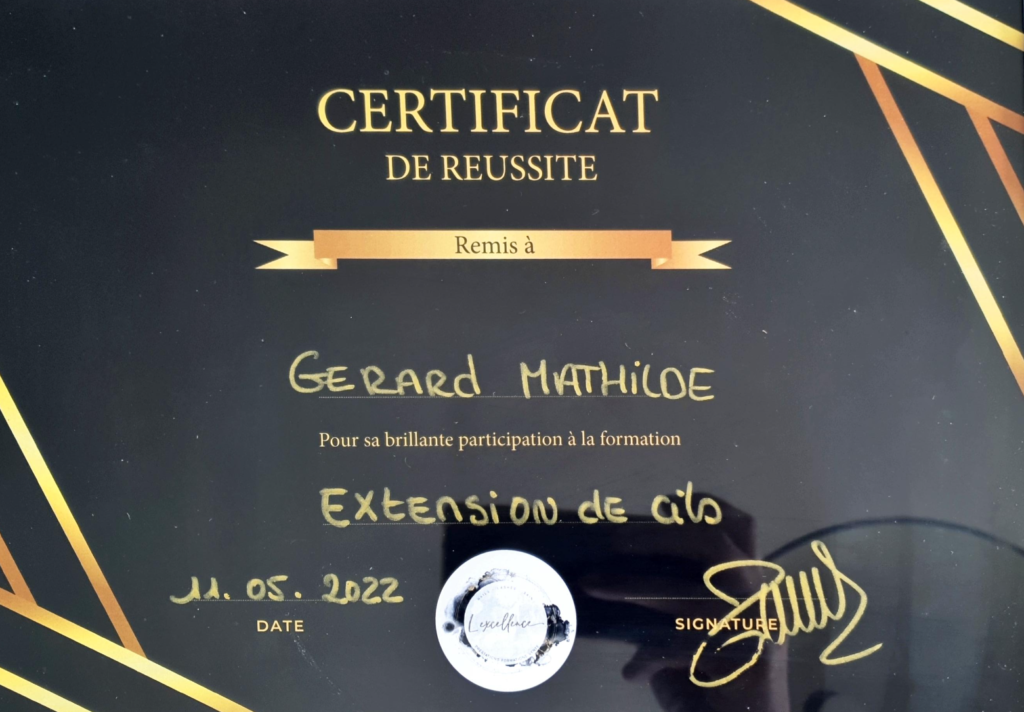 CERTIFICAT
DE REUSSITE
Remis à
GERARD MATHILDE
Pour sa brillante participation à la formation
EXTENSION DE cils
11. 05. 2022
DATE
L'excellence
SIGNATURE